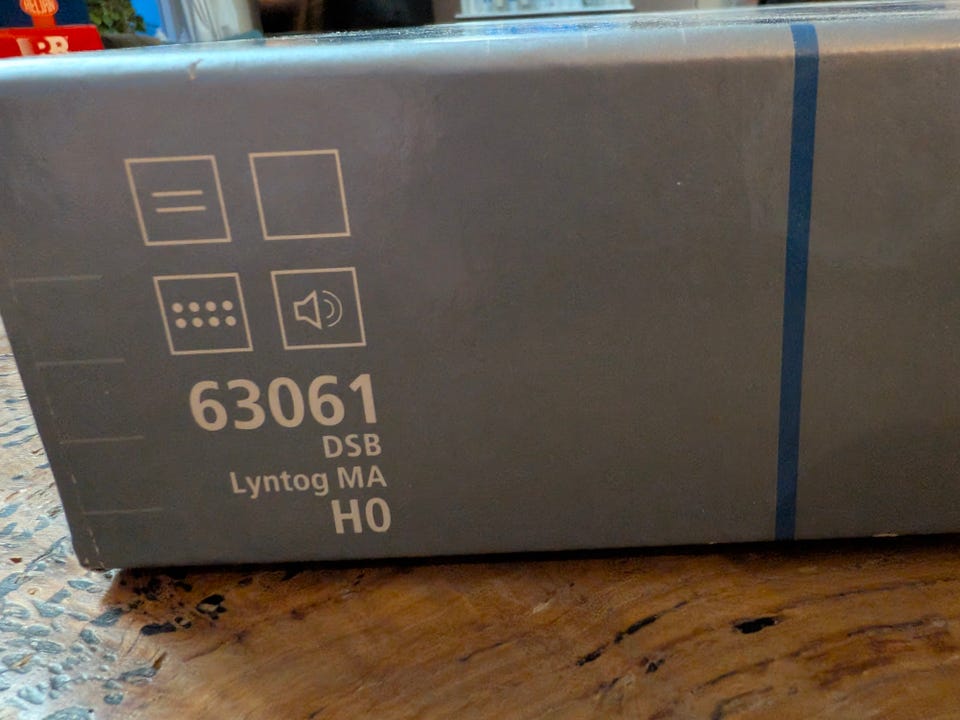 63061
DSB
Lyntog MA
H0